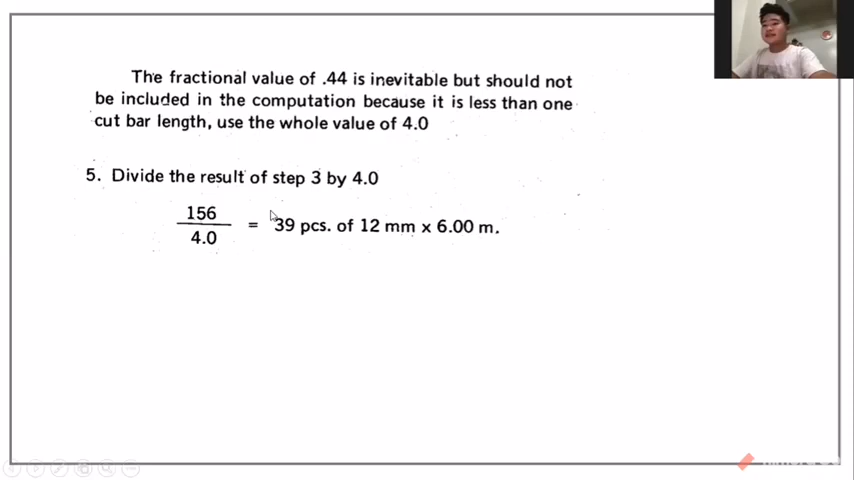 The fractional value of .44 is inevitable but should not
be included in the computation because it is less than one
cut bar length, use the whole value of 4.0
5. Divide the result of step 3 by 4.0
156
4.0
= 39 pcs. of 12 mm x 6.00 m.